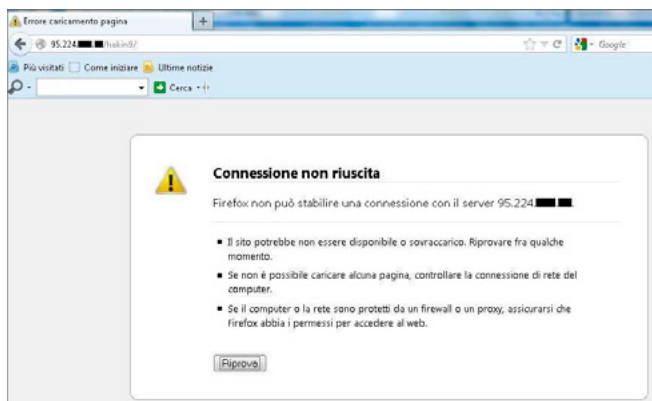 Errore caricamento pagina
+
95.224. /hakin9/
Google
Più visitati Come iniziare Ultime notizie
Cerca
Connessione non riuscita
Firefox non può stabilire una connessione con il server 95.224.
Il sito potrebbe non essere disponibile o sovraccarico. Riprovare fra qualche
momento.
Se non è possibile caricare alcuna pagina, controllare la connessione di rete del
computer.
Se il computer o la rete sono protetti da un firewall o un proxy, assicurarsi che
Firefox abbia i permessi per accedere al web.
Riprova